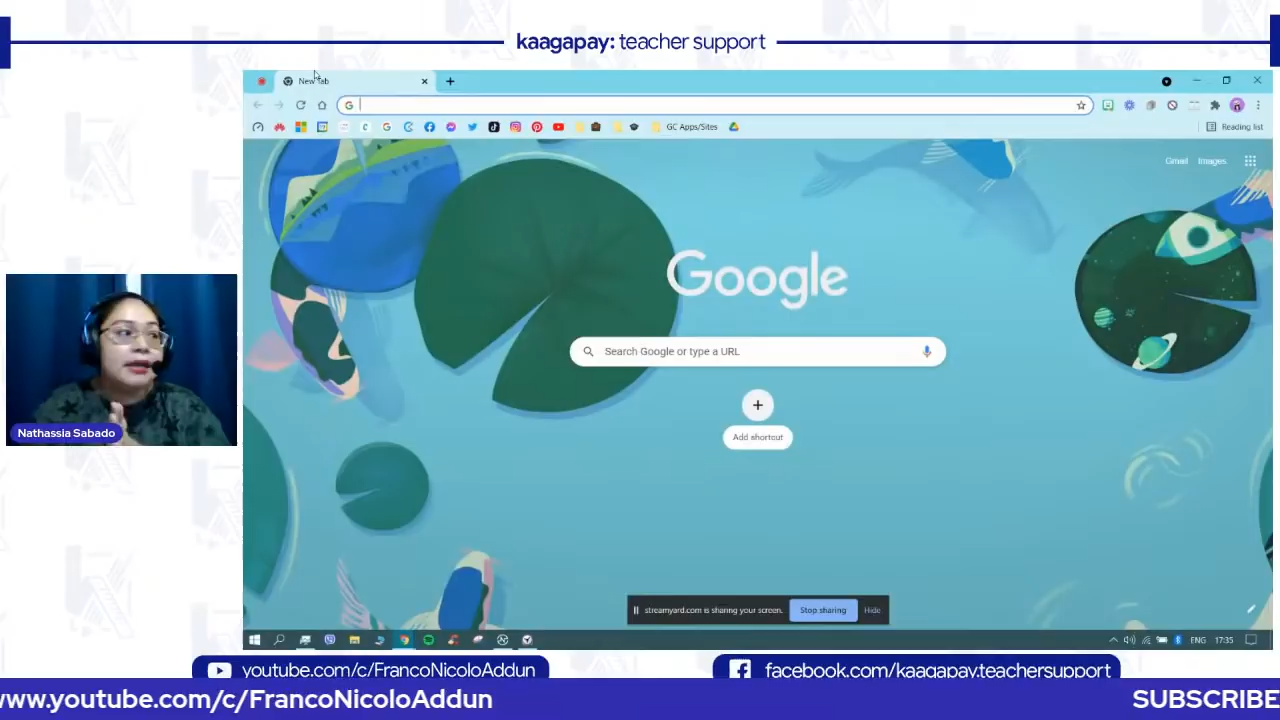 kaagapay: teacher support
New Tab
GC Apps/Sites
Reading list
Gmail Images
Google
Search Google or type a URL
Add shortcut
Nathassia Sabado
streamyard.com is sharing your screen. Stop sharing Hide
ENG 17:35
youtube.com/c/FrancoNicoloAddun
facebook.com/kaagapay.teachersupport
www.youtube.com/c/FrancoNicoloAddun
SUBSCRIBE